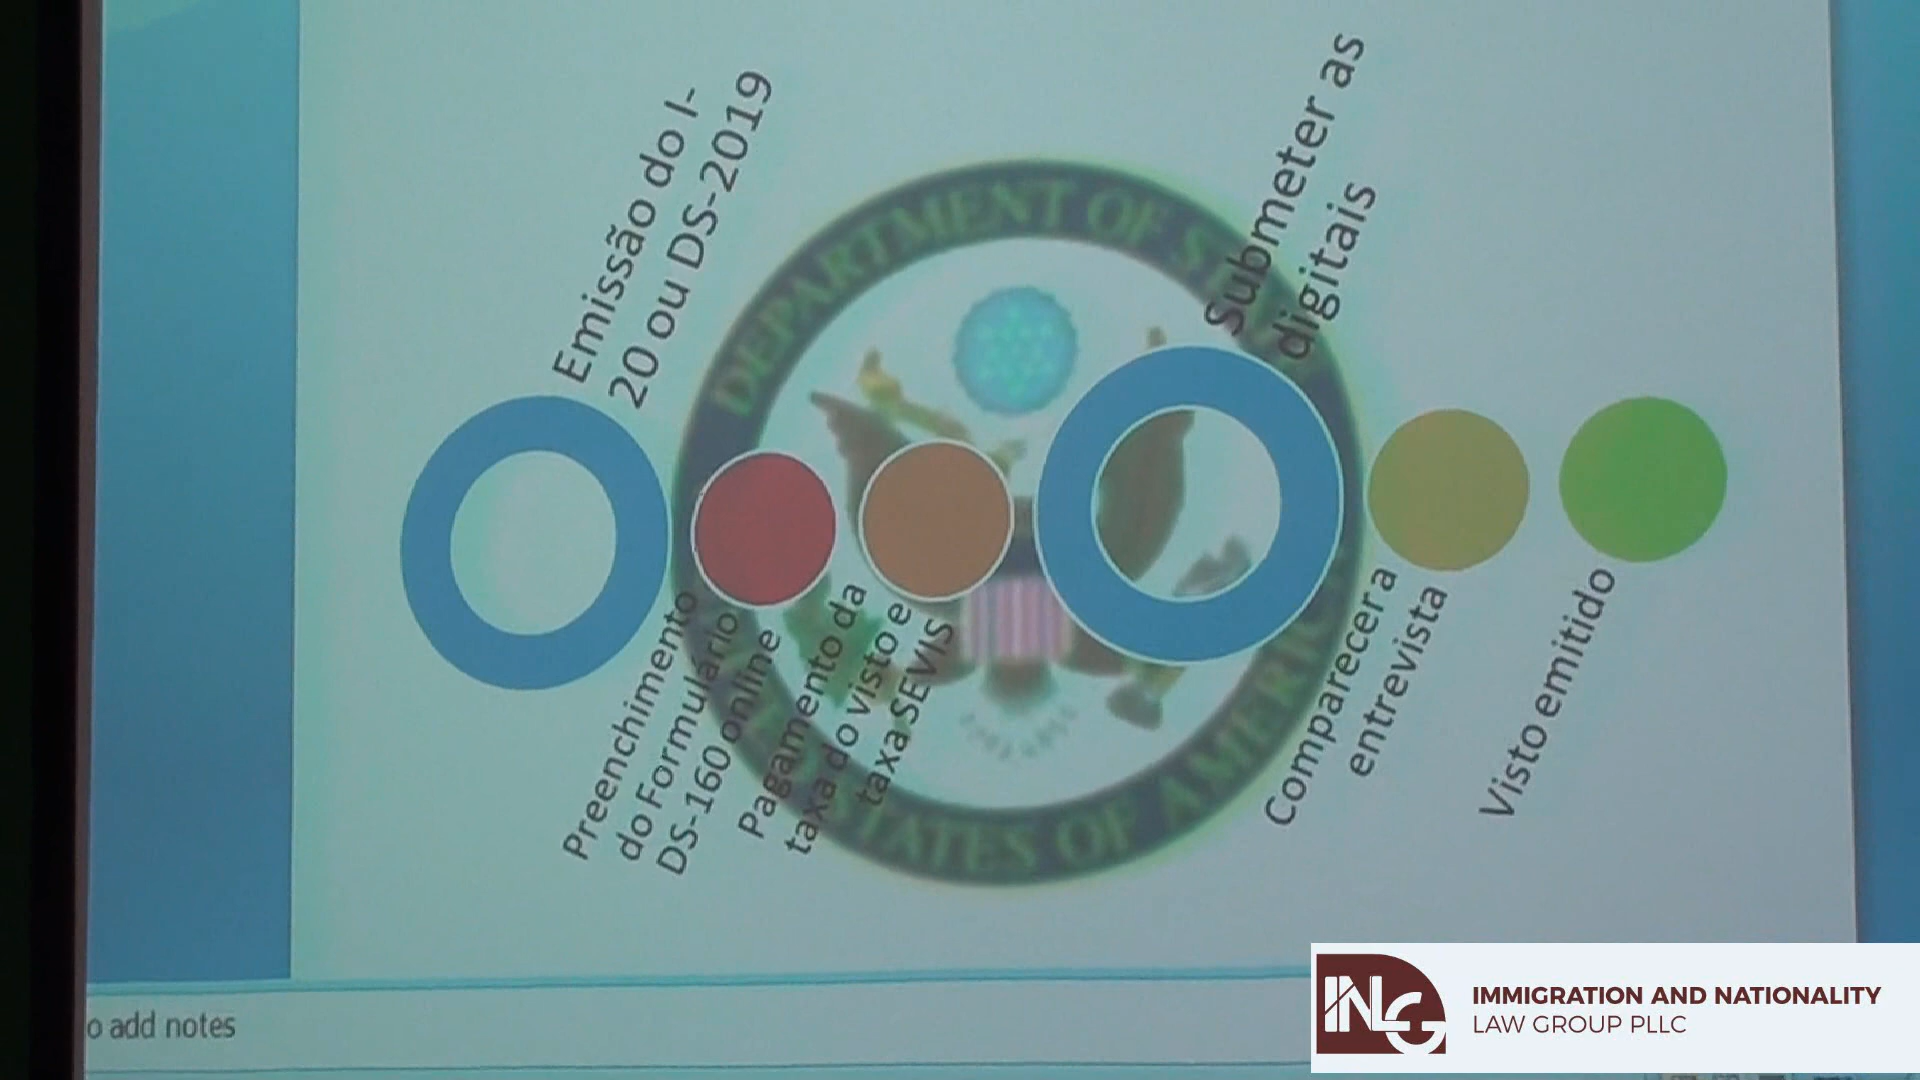 Emissão do I-
20 ou DS-2019
Preenchimento
do Formulário
DS-160 online
Pagamento da
taxa do visto e
taxa SEVIS
Submeter as
digitais
Comparecer a
entrevista
Visto emitido
DEPARTMENT OF
STATES OF AMERICA
o add notes
INLG
IMMIGRATION AND NATIONALITY
LAW GROUP PLLC